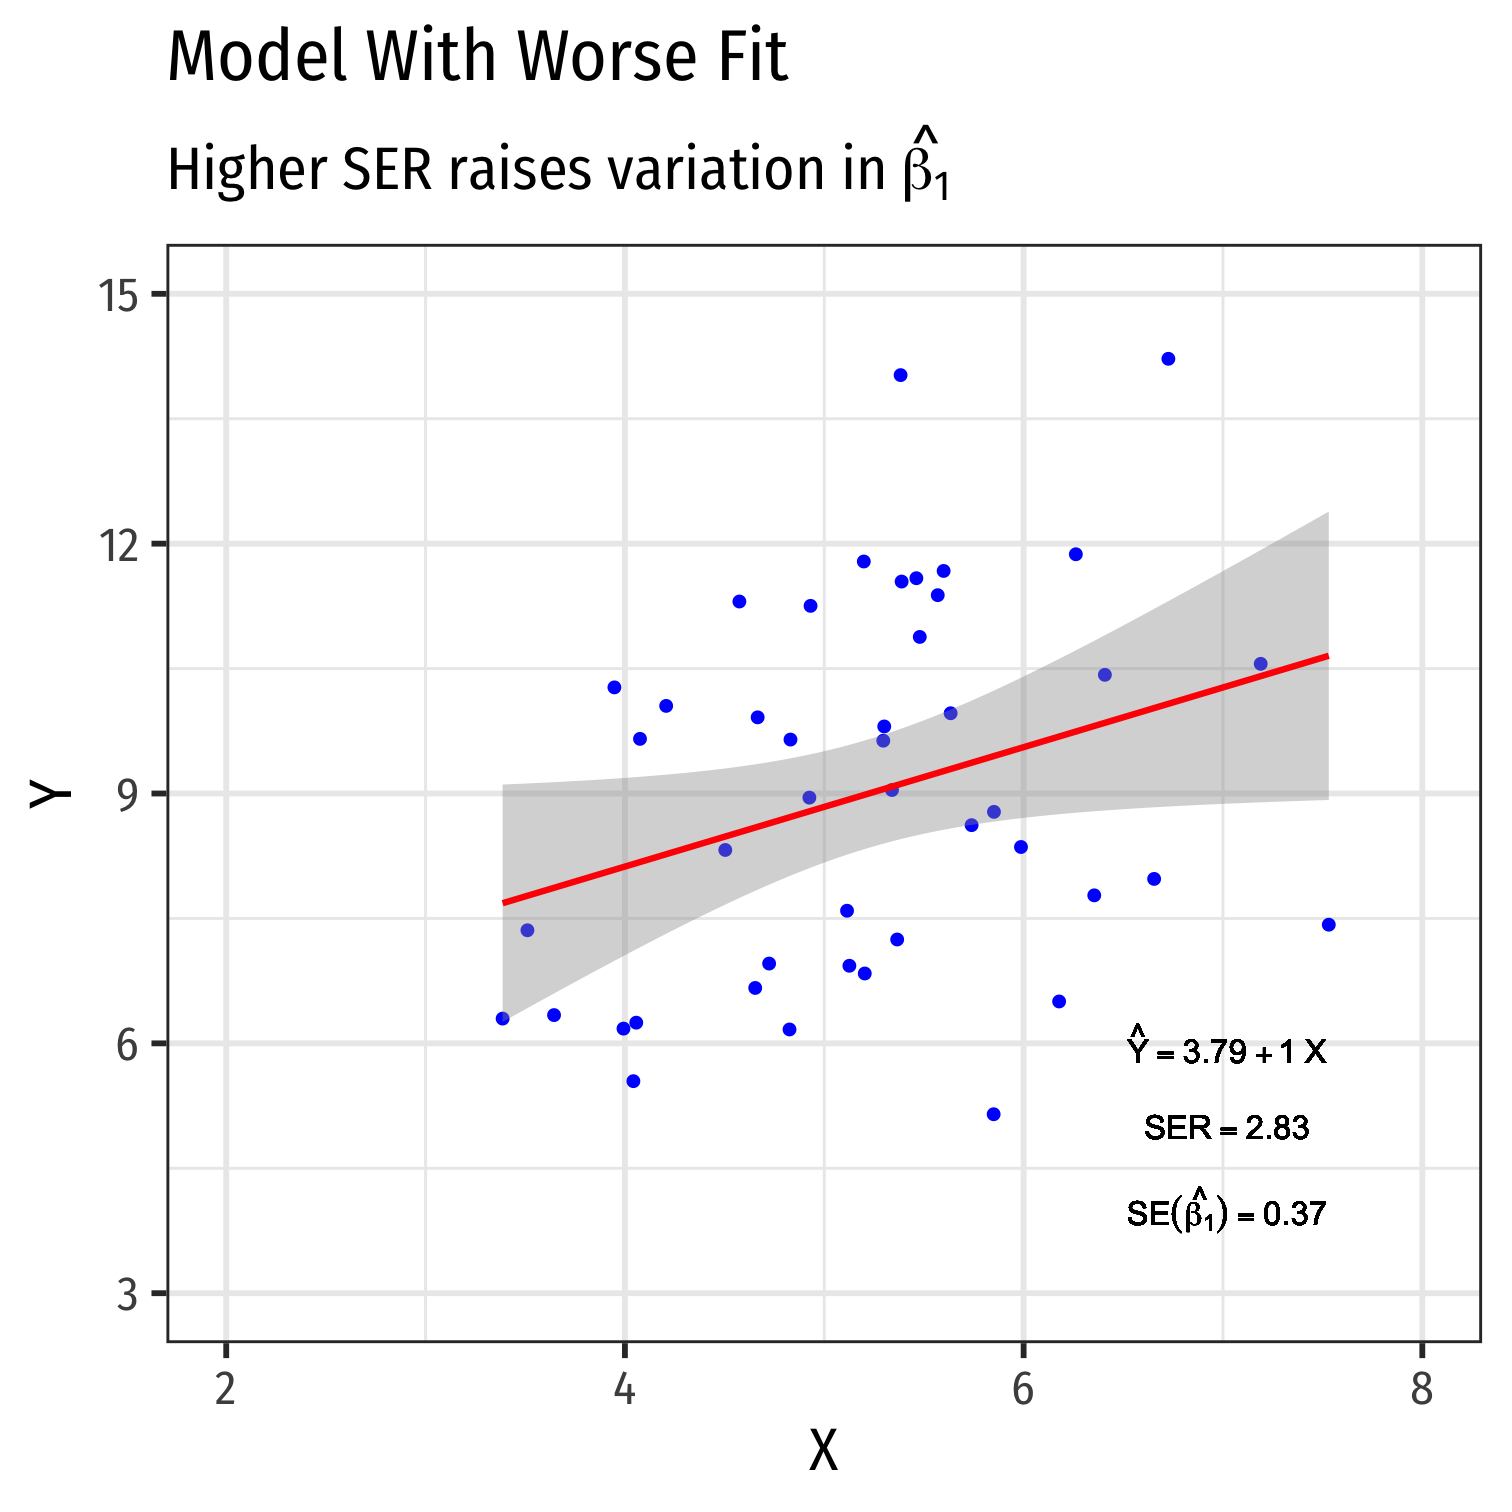 Model With Worse Fit
Higher SER raises variation in β̂₁
15
12
9
6
3
Y
Ŷ = 3.79 + 1 X
SER = 2.83
SE(β̂₁) = 0.37
2 4 6 8
X